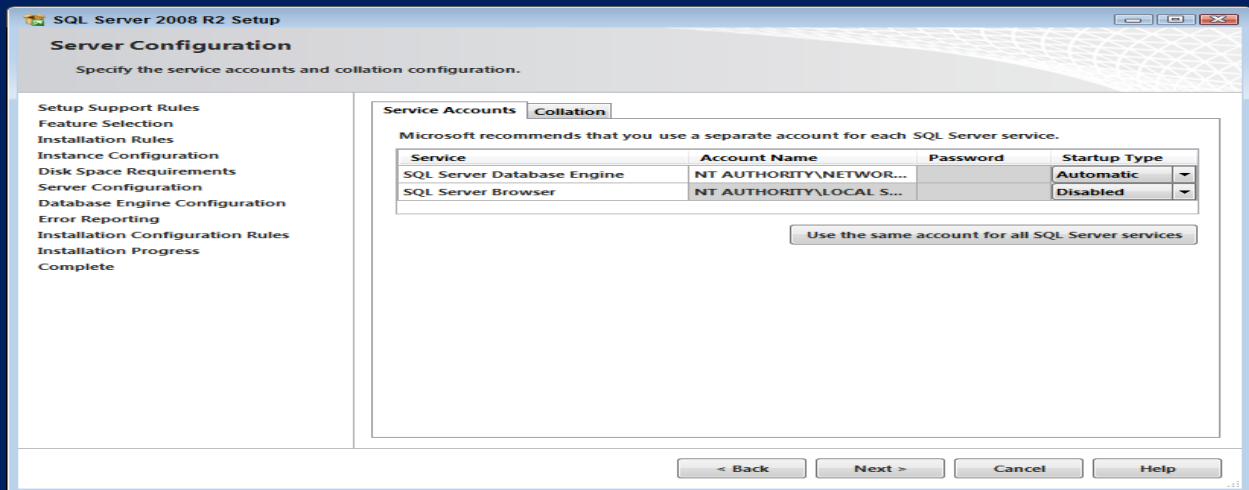 SQL Server 2008 R2 Setup
Server Configuration
Specify the service accounts and collation configuration.
Setup Support Rules
Feature Selection
Installation Rules
Instance Configuration
Disk Space Requirements
Server Configuration
Database Engine Configuration
Error Reporting
Installation Configuration Rules
Installation Progress
Complete
Service Accounts Collation
Microsoft recommends that you use a separate account for each SQL Server service.
Service Account Name Password Startup Type
SQL Server Database Engine NT AUTHORITY\NETWOR... Automatic
SQL Server Browser NT AUTHORITY\LOCAL S... Disabled
Use the same account for all SQL Server services
< Back Next > Cancel Help